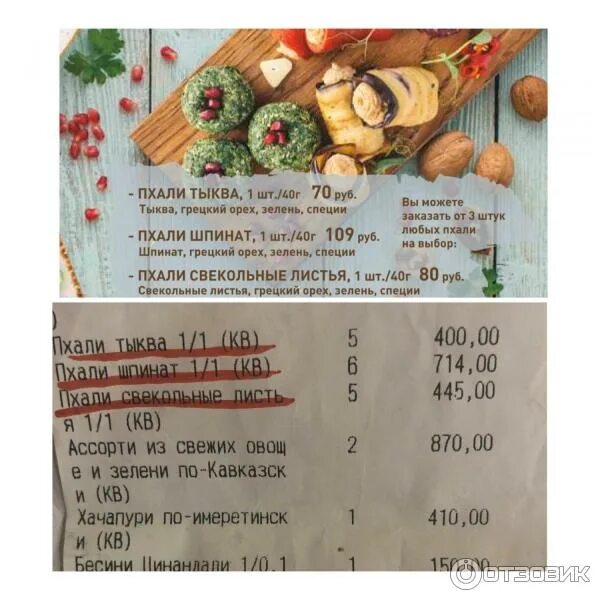 - ПХАЛИ ТЫКВА, 1 шт./40г 70 руб.
Тыква, грецкий орех, зелень, специи
- ПХАЛИ ШПИНАТ, 1 шт./40г 109 руб.
Шпинат, грецкий орех, зелень, специи
- ПХАЛИ СВЕКОЛЬНЫЕ ЛИСТЬЯ, 1 шт./40г 80 руб.
Свекольные листья, грецкий орех, зелень, специи
Вы можете
заказать от 3 штук
любых пхали
на выбор:
)
Пхали тыква 1/1 (КВ) 5 400,00
Пхали шпинат 1/1 (КВ) 6 714,00
Пхали свекольные листь 5 445,00
я 1/1 (КВ)
Ассорти из свежих овощ 2 870,00
е и зелени по-Кавказск
и (КВ)
Хачапури по-имеретинск 1 410,00
и (КВ)
Бесини Цинандали 1/0,1 1 150,00
ОТЗОВИК